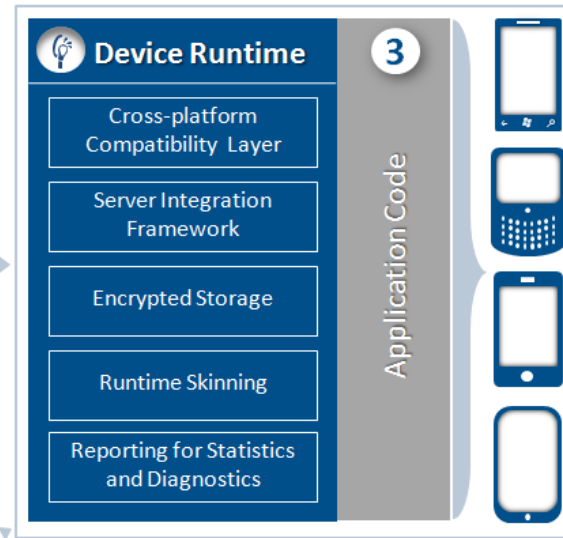 Device Runtime
3
Cross-platform
Compatibility Layer
Server Integration
Framework
Encrypted Storage
Runtime Skinning
Reporting for Statistics
and Diagnostics
Application Code